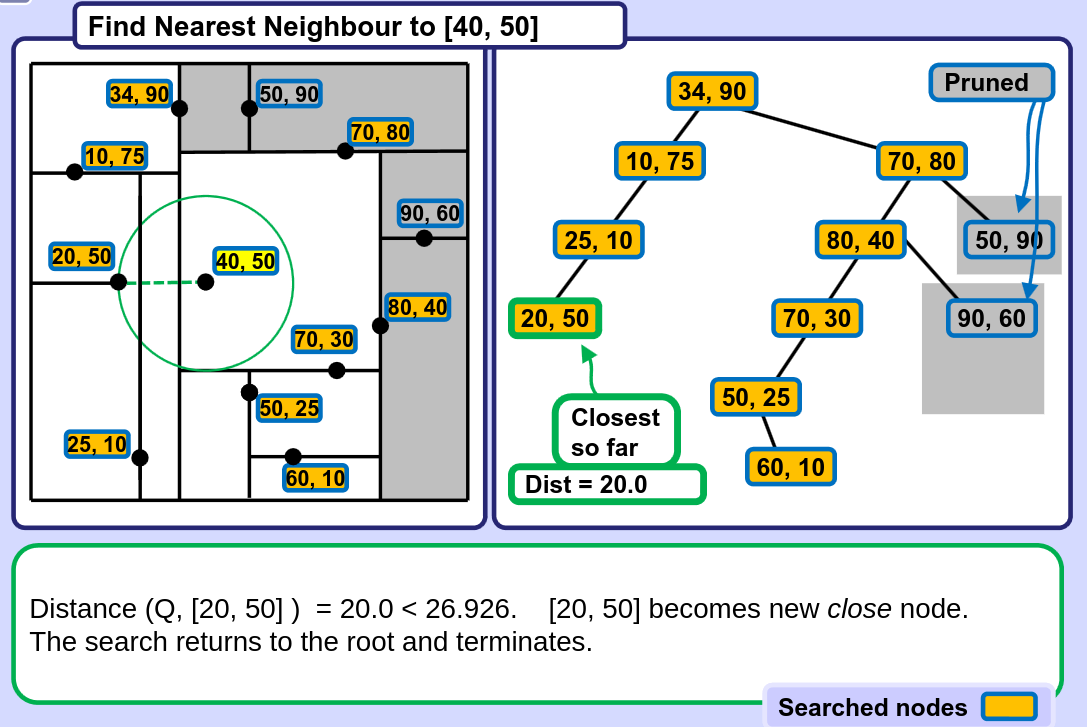 Find Nearest Neighbour to [40, 50]
34, 90
50, 90
70, 80
10, 75
90, 60
20, 50
40, 50
80, 40
70, 30
50, 25
25, 10
60, 10
Pruned
34, 90
10, 75
70, 80
25, 10
80, 40
50, 90
20, 50
70, 30
90, 60
50, 25
60, 10
Closest
so far
Dist = 20.0
Distance (Q, [20, 50] )  = 20.0 < 26.926.    [20, 50] becomes new close node.
The search returns to the root and terminates.
Searched nodes